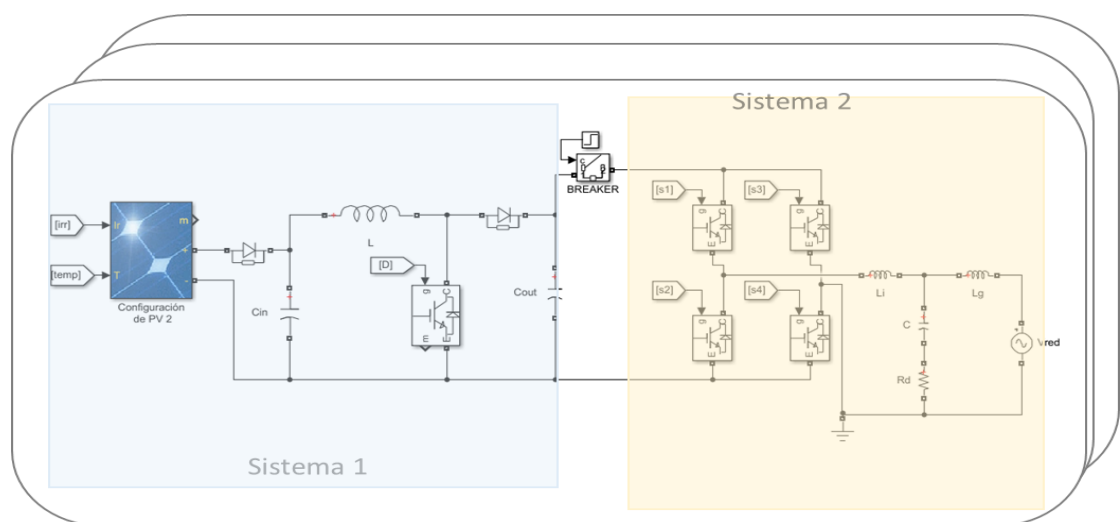 Sistema 2
C
BREAKER
[s1]
[s3]
g
C
E
g
C
E
[irr]
Ir
m
+
[temp]
T
-
Configuración
de PV 2
L
[D]
g
C
E
E
Cin
Cout
[s2]
[s4]
g
C
E
g
C
E
Li
Lg
C
Rd
Vred
Sistema 1